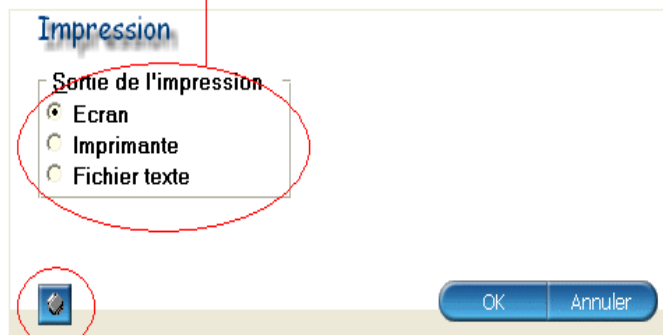 Impression
Sortie de l'impression
Ecran
Imprimante
Fichier texte
OK Annuler